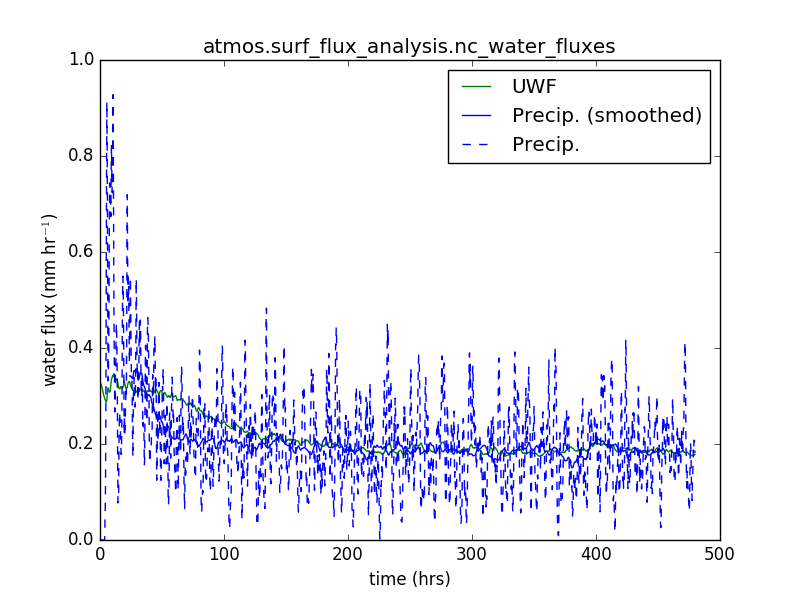 atmos.surf_flux_analysis.nc_water_fluxes
UWF
Precip. (smoothed)
Precip.
water flux (mm hr⁻¹)
1.0
0.8
0.6
0.4
0.2
0.0
0 100 200 300 400 500
time (hrs)